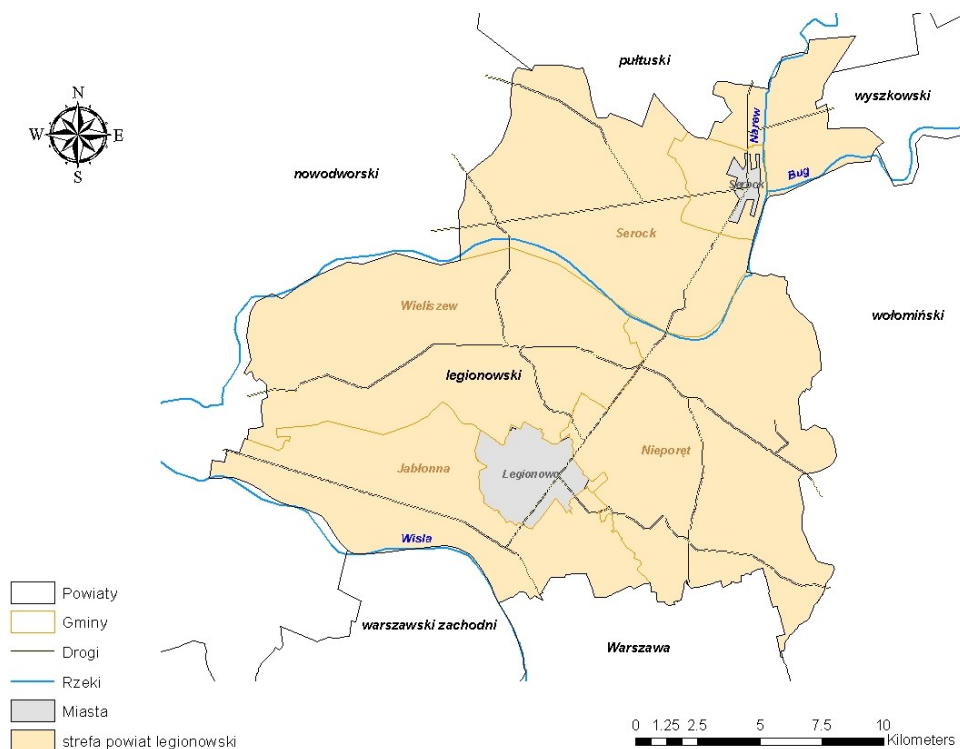 pułtuski
wyszkowski
N
W E
S
Narew
nowodworski
Bug
Serock
Serock
Wieliszew
wołomiński
legionowski
Nieporęt
Jabłonna
Legionowo
Wisła
Powiaty
Gminy
warszawski zachodni
Drogi
Warszawa
Rzeki
Miasta
strefa powiat legionowski
0 1.25 2.5 5 7.5 10
Kilometers